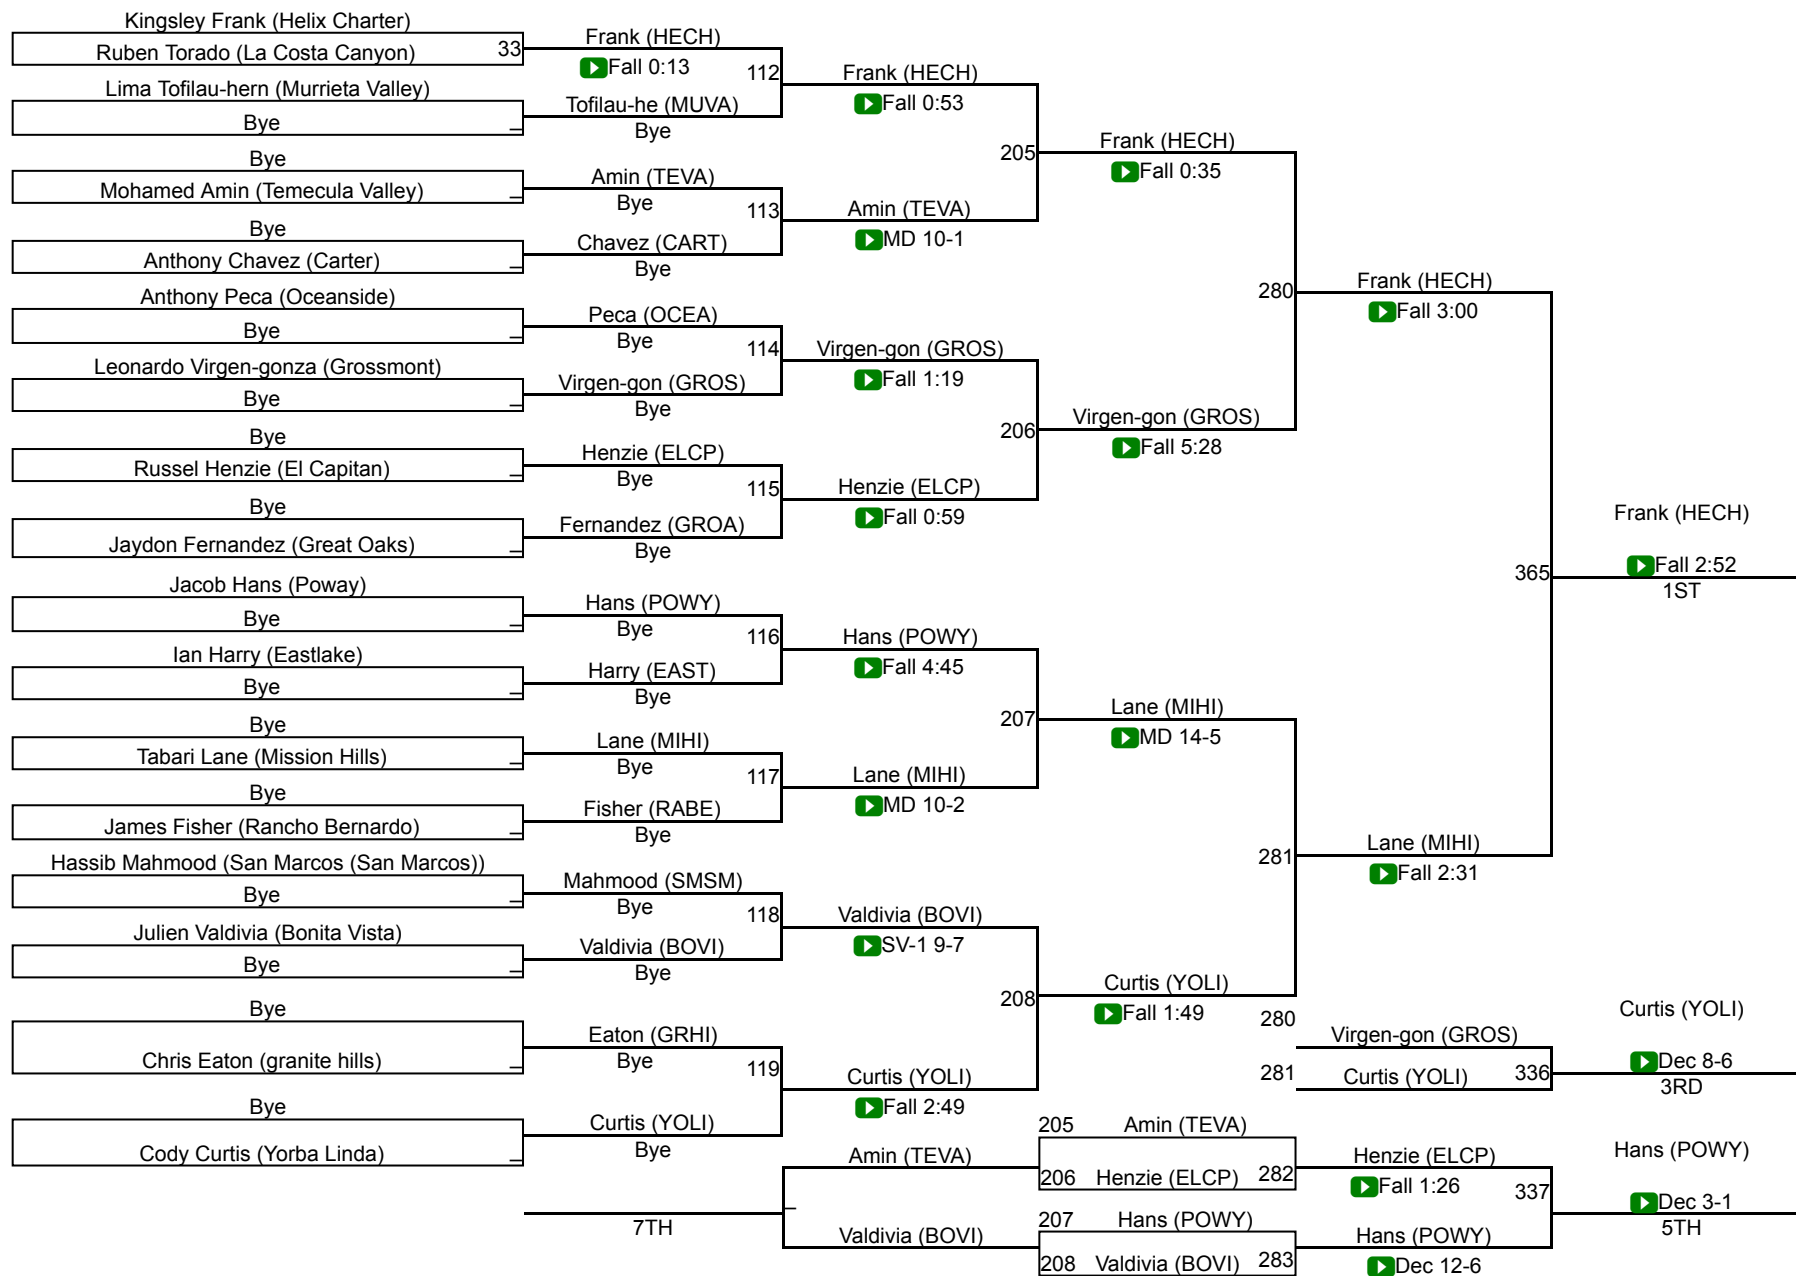 Kingsley Frank (Helix Charter)
Ruben Torado (La Costa Canyon) 33
Lima Tofilau-hern (Murrieta Valley)
Bye
Bye
Mohamed Amin (Temecula Valley)
Bye
Anthony Chavez (Carter)
Anthony Peca (Oceanside)
Bye
Leonardo Virgen-gonza (Grossmont)
Bye
Bye
Russel Henzie (El Capitan)
Bye
Jaydon Fernandez (Great Oaks)
Jacob Hans (Poway)
Bye
Ian Harry (Eastlake)
Bye
Bye
Tabari Lane (Mission Hills)
Bye
James Fisher (Rancho Bernardo)
Hassib Mahmood (San Marcos (San Marcos))
Bye
Julien Valdivia (Bonita Vista)
Bye
Bye
Chris Eaton (granite hills)
Bye
Cody Curtis (Yorba Linda)
Frank (HECH)
Fall 0:13
112
Tofilau-he (MUVA)
Bye
Amin (TEVA)
Bye
113
Chavez (CART)
Bye
Peca (OCEA)
Bye
114
Virgen-gon (GROS)
Bye
Henzie (ELCP)
Bye
115
Fernandez (GROA)
Bye
Hans (POWY)
Bye
116
Harry (EAST)
Bye
Lane (MIHI)
Bye
117
Fisher (RABE)
Bye
Mahmood (SMSM)
Bye
118
Valdivia (BOVI)
Bye
Eaton (GRHI)
Bye
119
Curtis (YOLI)
Bye
7TH
Frank (HECH)
Fall 0:53
205
Amin (TEVA)
MD 10-1
Virgen-gon (GROS)
Fall 1:19
206
Henzie (ELCP)
Fall 0:59
Hans (POWY)
Fall 4:45
207
Lane (MIHI)
MD 10-2
Valdivia (BOVI)
SV-1 9-7
208
Curtis (YOLI)
Fall 2:49
Amin (TEVA)
Valdivia (BOVI)
Frank (HECH)
Fall 0:35
280
Virgen-gon (GROS)
Fall 5:28
Lane (MIHI)
MD 14-5
281
Curtis (YOLI)
Fall 1:49
205 Amin (TEVA)
206 Henzie (ELCP) 282
207 Hans (POWY)
208 Valdivia (BOVI) 283
Frank (HECH)
Fall 3:00
365
Lane (MIHI)
Fall 2:31
280
Virgen-gon (GROS)
281 Curtis (YOLI) 336
Henzie (ELCP)
Fall 1:26
337
Hans (POWY)
Dec 12-6
Frank (HECH)
Fall 2:52
1ST
Curtis (YOLI)
Dec 8-6
3RD
Hans (POWY)
Dec 3-1
5TH